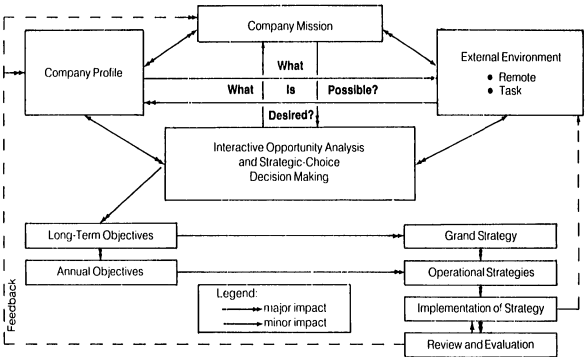 Company Mission
Company Profile
External Environment
• Remote
• Task
What
What Is Possible?
Desired?
Interactive Opportunity Analysis
and Strategic-Choice
Decision Making
Long-Term Objectives
Grand Strategy
Annual Objectives
Operational Strategies
Legend:
major impact
minor impact
Implementation of Strategy
Review and Evaluation
Feedback